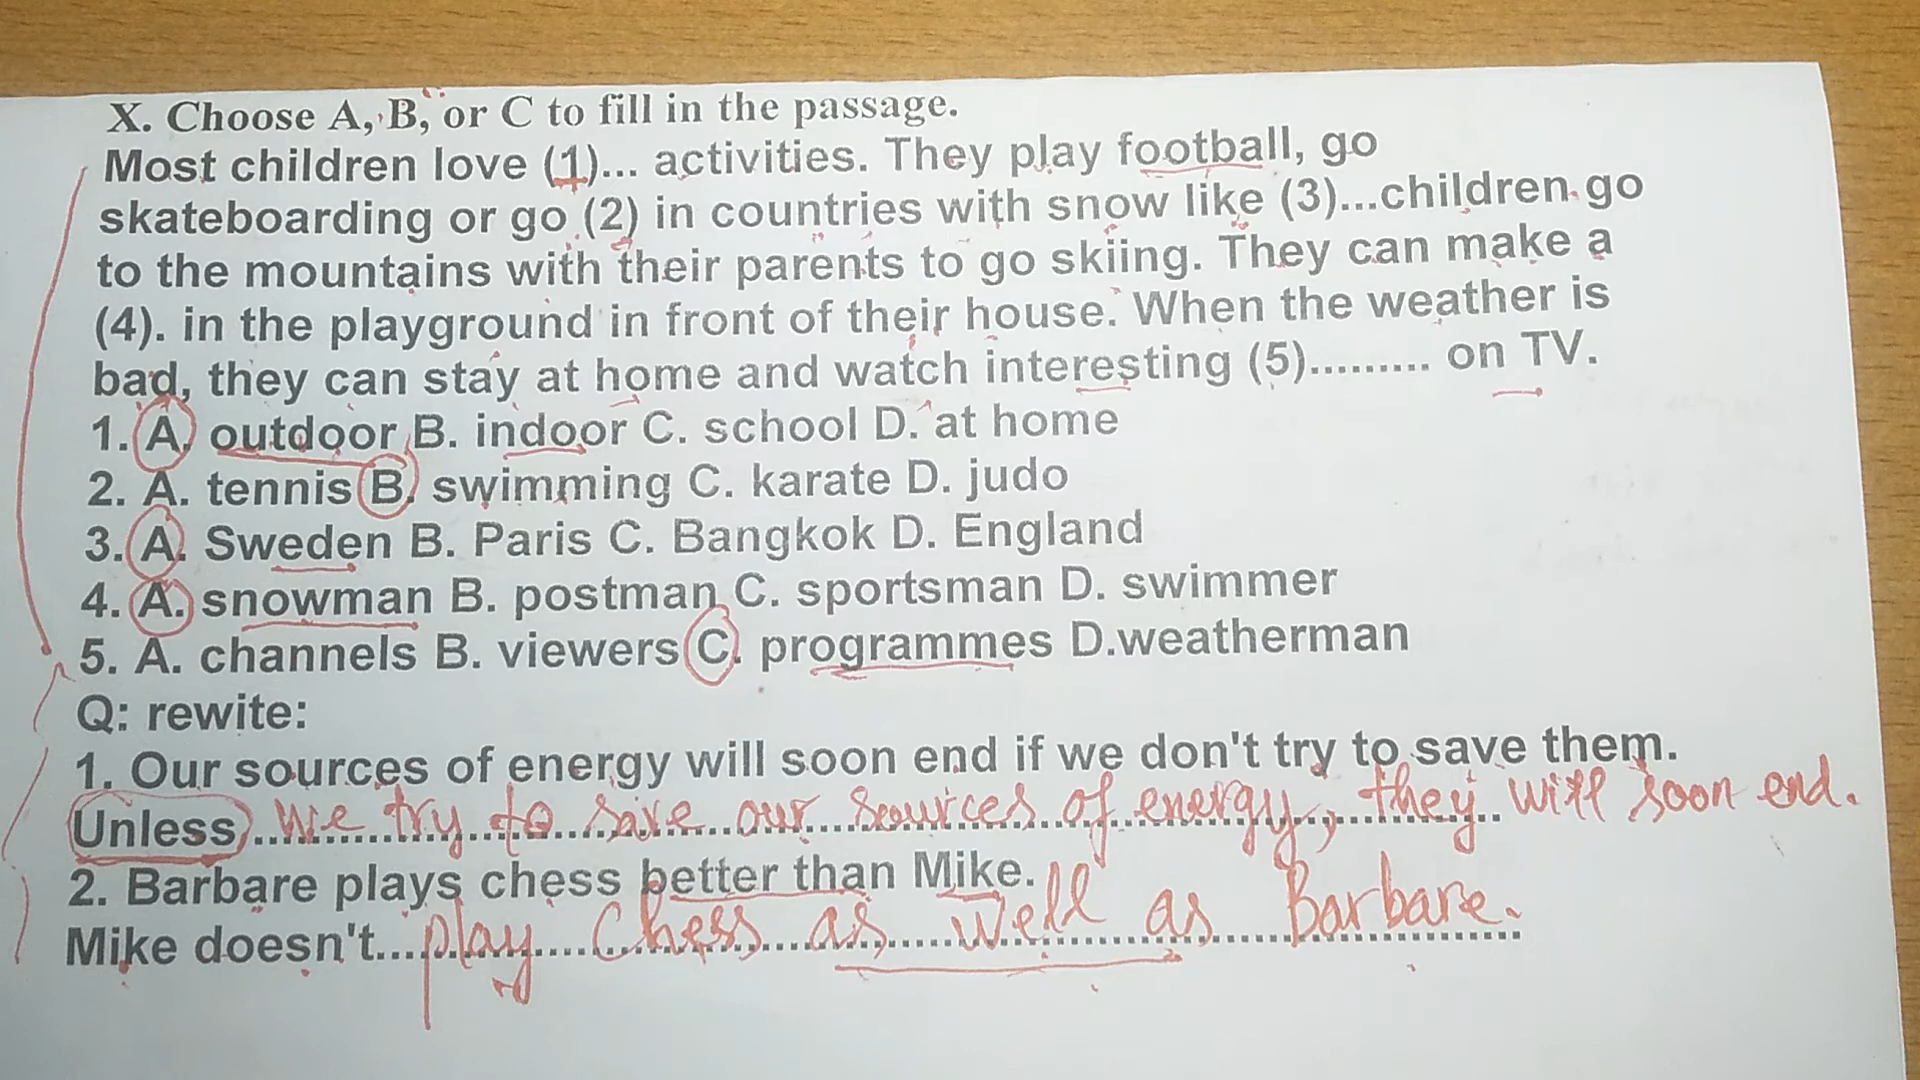 X. Choose A, B, or C to fill in the passage.
Most children love (1)... activities. They play football, go
skateboarding or go (2) in countries with snow like (3)...children go
to the mountains with their parents to go skiing. They can make a
(4). in the playground in front of their house. When the weather is
bad, they can stay at home and watch interesting (5)......... on TV.
1. A. outdoor B. indoor C. school D. at home
2. A. tennis B. swimming C. karate D. judo
3. A. Sweden B. Paris C. Bangkok D. England
4. A. snowman B. postman C. sportsman D. swimmer
5. A. channels B. viewers C. programmes D.weatherman
Q: rewite:
1. Our sources of energy will soon end if we don't try to save them.
Unless we try to save our sources of energy, they will soon end.
2. Barbare plays chess better than Mike.
Mike doesn't...play chess as well as Barbare.